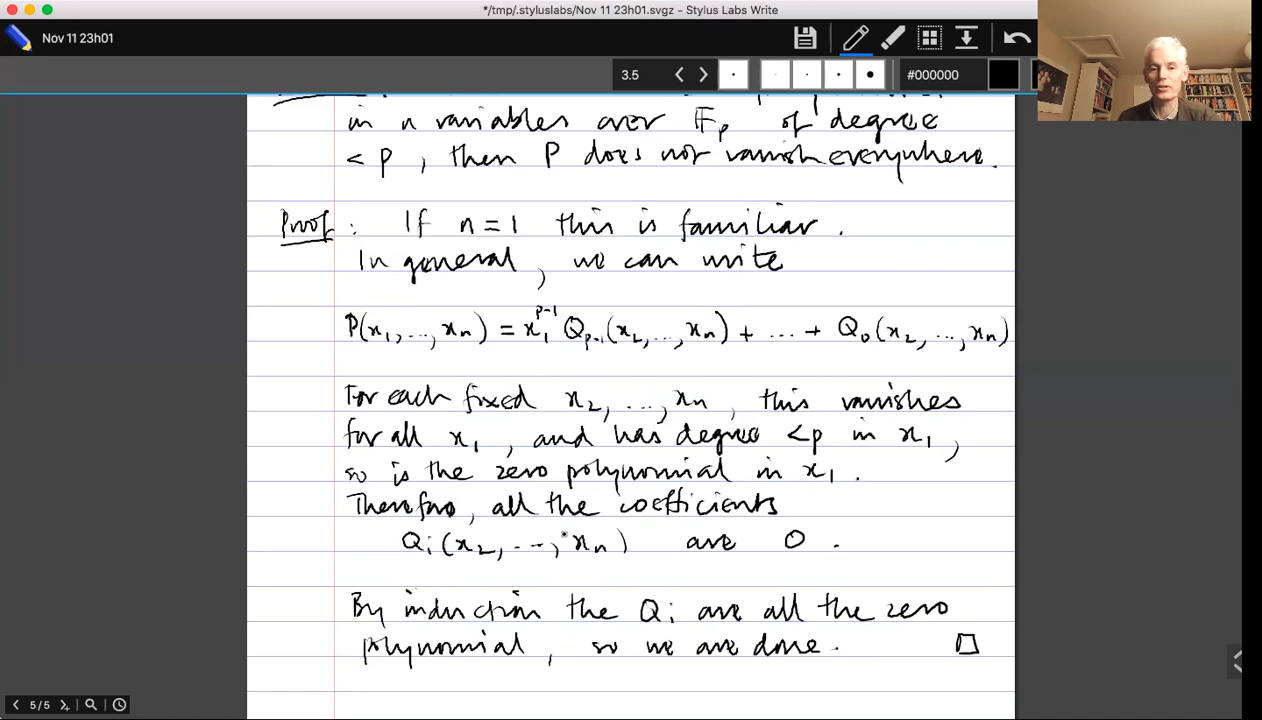 */tmp/.styluslabs/Nov 11 23h01.svgz - Stylus Labs Write
Nov 11 23h01
3.5
#000000
in n variables over F_p of degree
< p, then P does not vanish everywhere.
Proof: If n = 1 this is familiar.
In general, we can write
P(x_1, ..., x_n) = x_1^{p-1} Q_{p-1}(x_2, ..., x_n) + ... + Q_0(x_2, ..., x_n)
For each fixed x_2, ..., x_n, this vanishes
for all x_1, and has degree < p in x_1,
so is the zero polynomial in x_1.
Therefore, all the coefficients
Q_i(x_2, ..., x_n) are 0.
By induction the Q_i are all the zero
polynomial, so we are done. □
5/5